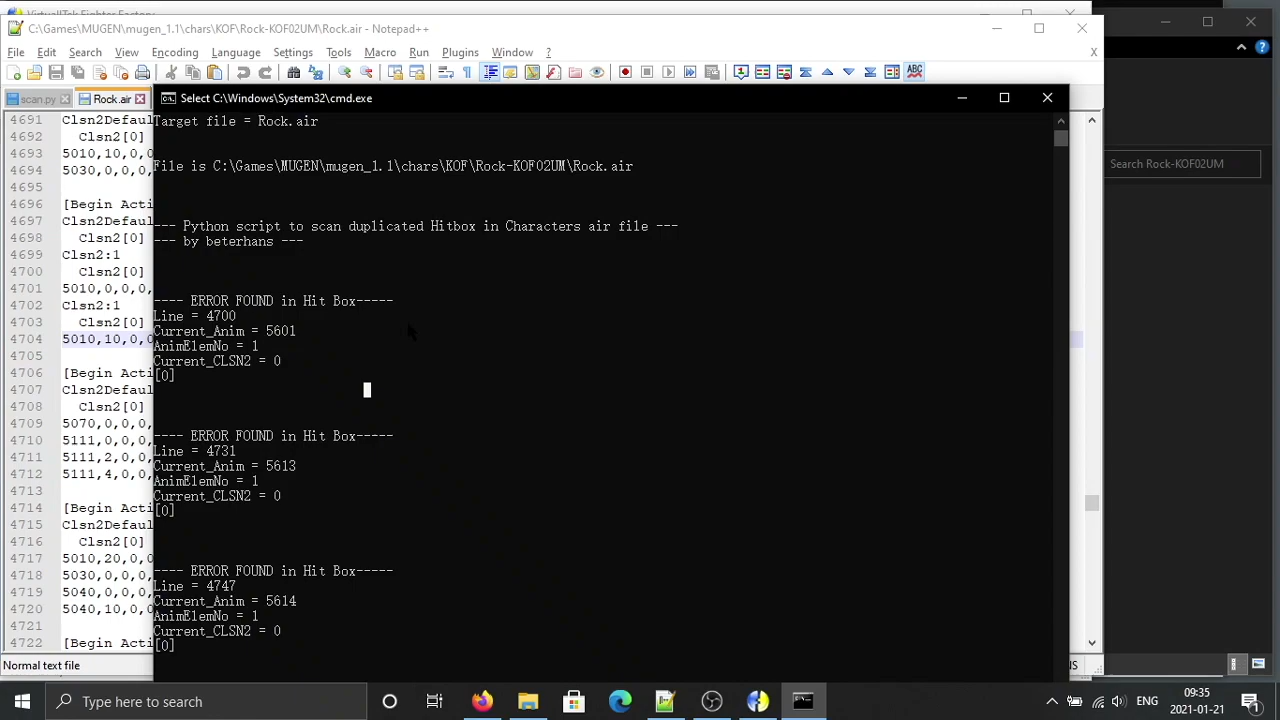 VirtuallTek Fighter Factory
C:\Games\MUGEN\mugen_1.1\chars\KOF\Rock-KOF02UM\Rock.air - Notepad++
File Edit Search View Encoding Language Settings Tools Macro Run Plugins Window ? X
scan.py Rock.air
Select C:\Windows\System32\cmd.exe
Target file = Rock.air
File is C:\Games\MUGEN\mugen_1.1\chars\KOF\Rock-KOF02UM\Rock.air
--- Python script to scan duplicated Hitbox in Characters air file ---
--- by beterhans ---
---- ERROR FOUND in Hit Box-----
Line = 4700
Current_Anim = 5601
AnimElemNo = 1
Current_CLSN2 = 0
[0]
---- ERROR FOUND in Hit Box-----
Line = 4731
Current_Anim = 5613
AnimElemNo = 1
Current_CLSN2 = 0
[0]
---- ERROR FOUND in Hit Box-----
Line = 4747
Current_Anim = 5614
AnimElemNo = 1
Current_CLSN2 = 0
[0]
4691 Clsn2Defaul
4692 Clsn2[0]
4693 5010,10,0,0
4694 5030,0,0,0,
4695
4696 [Begin Acti
4697 Clsn2Defaul
4698 Clsn2[0]
4699 Clsn2:1
4700 Clsn2[0]
4701 5010,0,0,0,
4702 Clsn2:1
4703 Clsn2[0]
4704 5010,10,0,0
4705
4706 [Begin Acti
4707 Clsn2Defaul
4708 Clsn2[0]
4709 5070,0,0,0,
4710 5111,0,0,0,
4711 5111,2,0,0,
4712 5111,4,0,0,
4713
4714 [Begin Acti
4715 Clsn2Defaul
4716 Clsn2[0]
4717 5010,20,0,0
4718 5030,0,0,0,
4719 5040,0,0,0,
4720 5040,10,0,0
4721
4722 [Begin Acti
Normal text file
NS
Search Rock-KOF02UM
Type here to search
ENG
09:35
2021-01-21
1